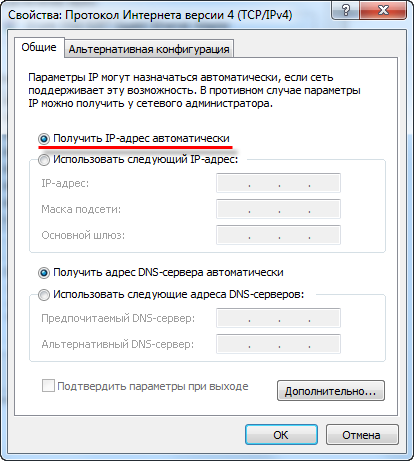 Свойства: Протокол Интернета версии 4 (TCP/IPv4)
Общие
Альтернативная конфигурация
Параметры IP могут назначаться автоматически, если сеть
поддерживает эту возможность. В противном случае параметры
IP можно получить у сетевого администратора.
Получить IP-адрес автоматически
Использовать следующий IP-адрес:
IP-адрес:
Маска подсети:
Основной шлюз:
Получить адрес DNS-сервера автоматически
Использовать следующие адреса DNS-серверов:
Предпочитаемый DNS-сервер:
Альтернативный DNS-сервер:
Подтвердить параметры при выходе
Дополнительно...
ОК
Отмена